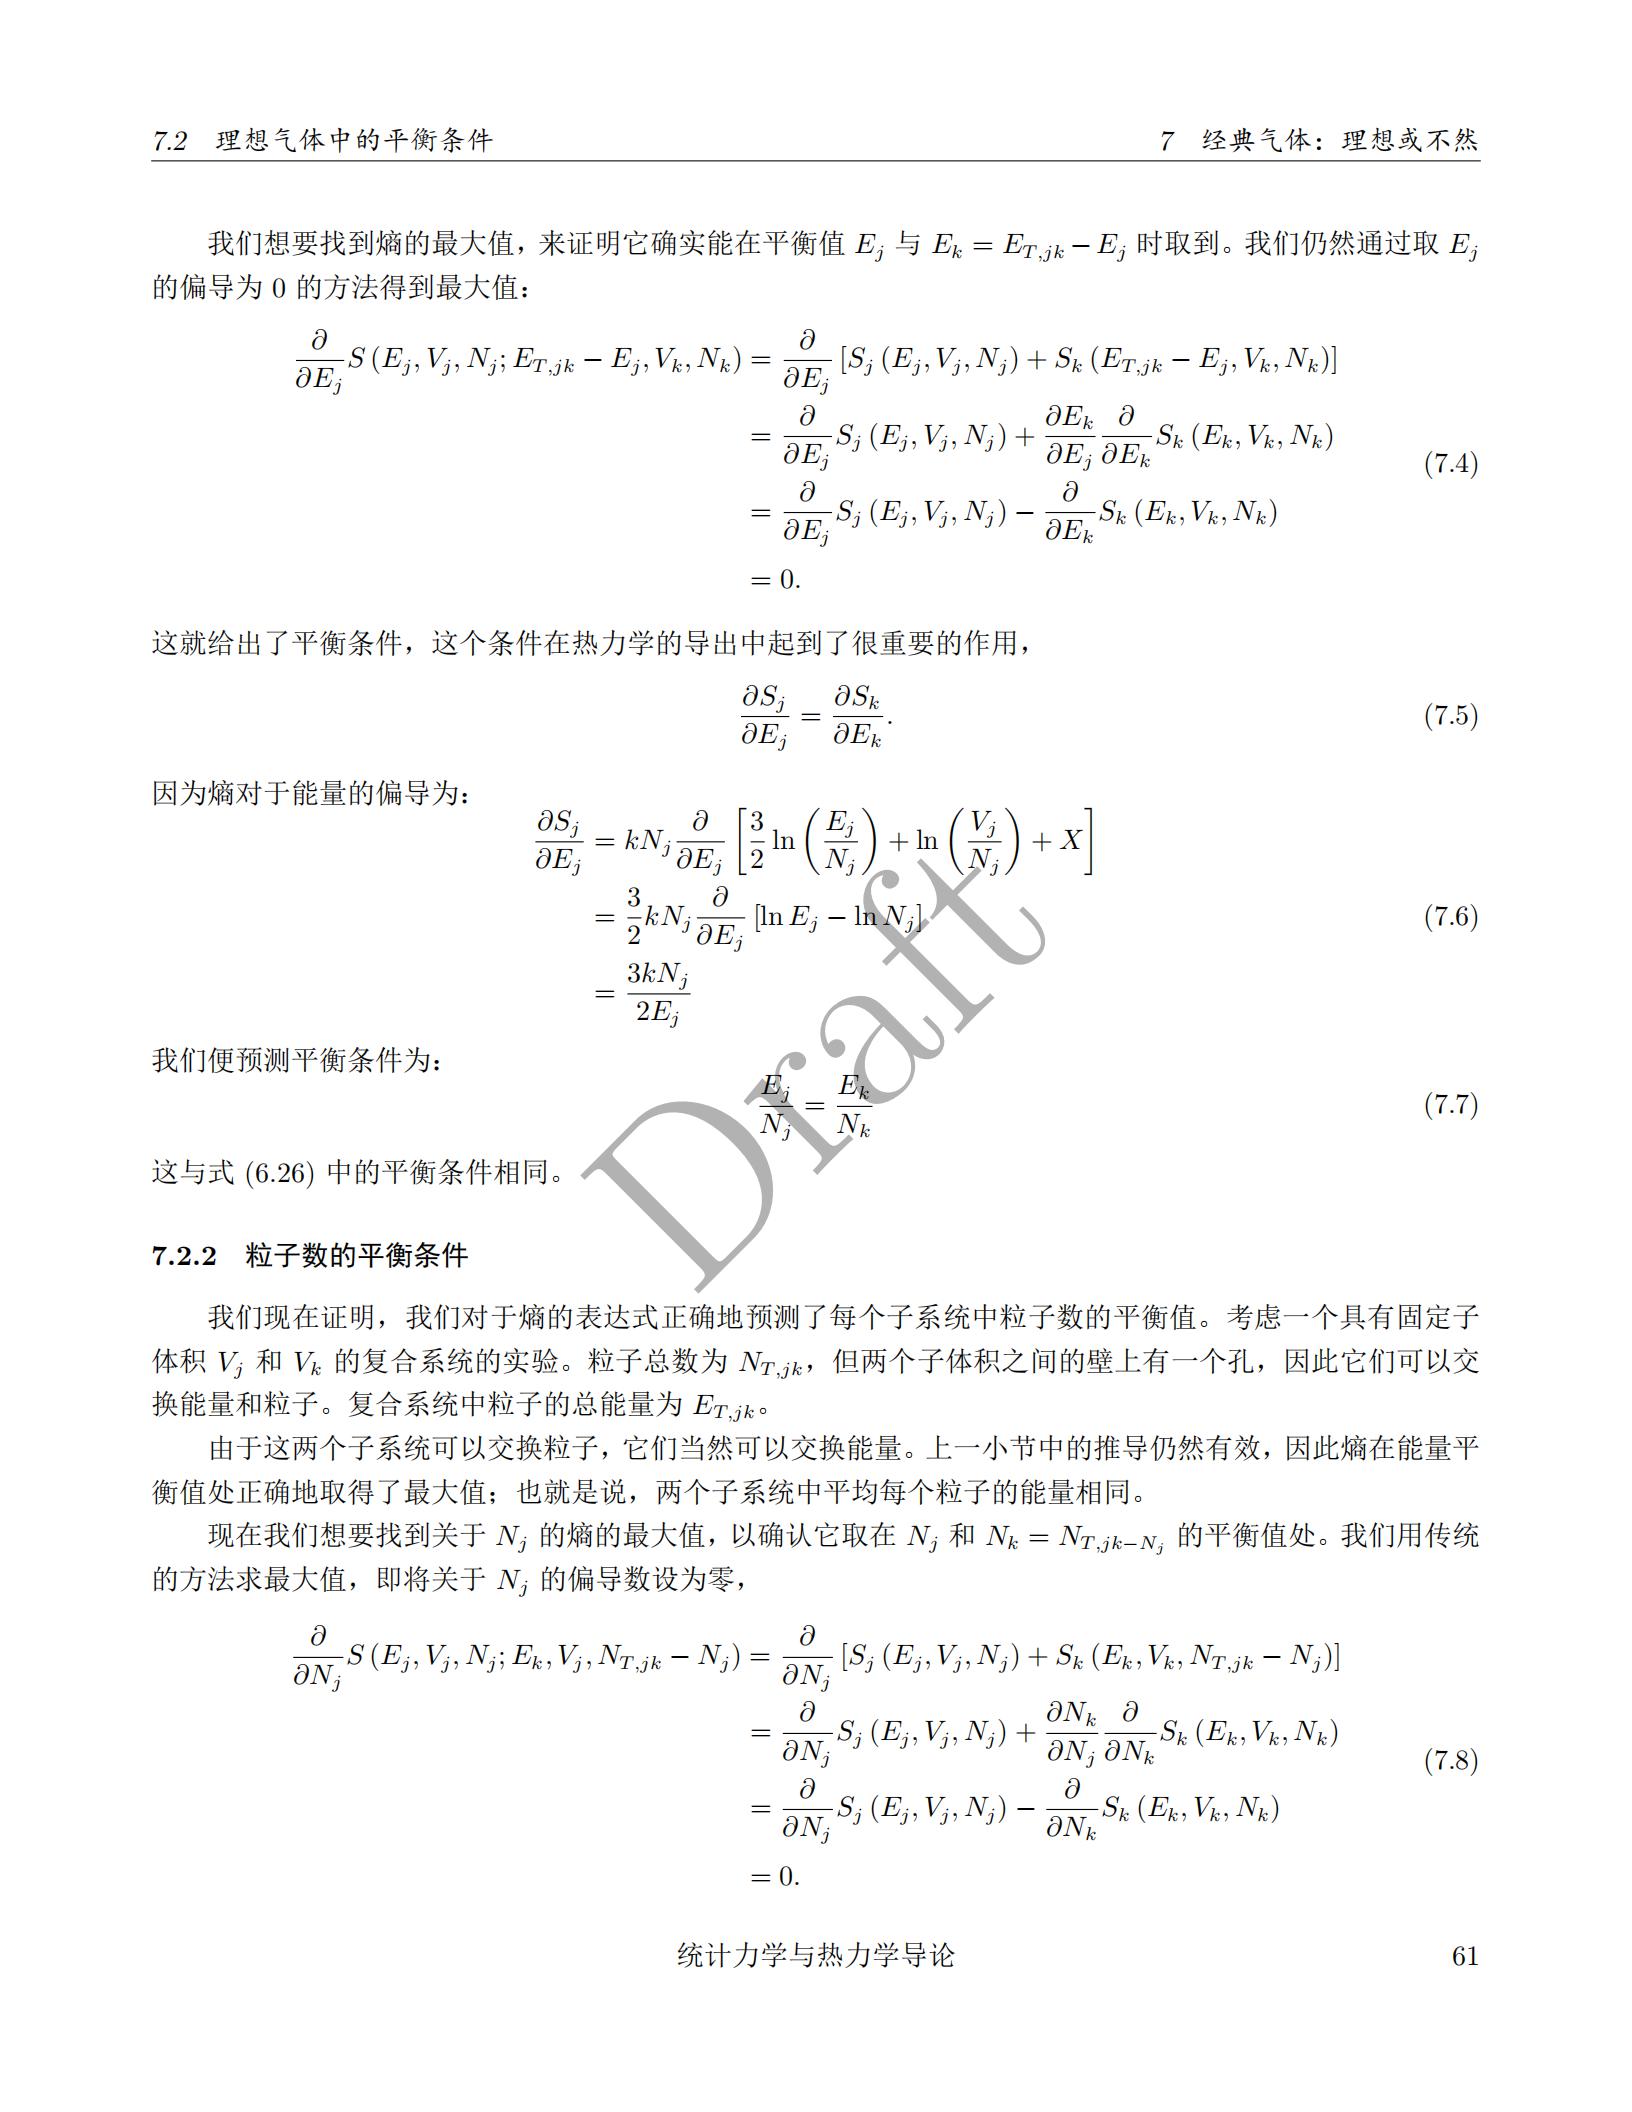 7.2 理想气体中的平衡条件 7 经典气体：理想或不然
我们想要找到熵的最大值，来证明它确实能在平衡值 $E_j$ 与 $E_k = E_{T,jk} - E_j$ 时取到。我们仍然通过取 $E_j$
的偏导为 0 的方法得到最大值：
$\frac{\partial}{\partial E_j} S\left(E_j, V_j, N_j; E_{T,jk} - E_j, V_k, N_k\right) = \frac{\partial}{\partial E_j}\left[S_j\left(E_j, V_j, N_j\right) + S_k\left(E_{T,jk} - E_j, V_k, N_k\right)\right]$
$= \frac{\partial}{\partial E_j} S_j\left(E_j, V_j, N_j\right) + \frac{\partial E_k}{\partial E_j}\frac{\partial}{\partial E_k} S_k\left(E_k, V_k, N_k\right)$
(7.4)
$= \frac{\partial}{\partial E_j} S_j\left(E_j, V_j, N_j\right) - \frac{\partial}{\partial E_k} S_k\left(E_k, V_k, N_k\right)$
$= 0.$
这就给出了平衡条件，这个条件在热力学的导出中起到了很重要的作用，
$\frac{\partial S_j}{\partial E_j} = \frac{\partial S_k}{\partial E_k}.$ (7.5)
因为熵对于能量的偏导为：
$\frac{\partial S_j}{\partial E_j} = kN_j\frac{\partial}{\partial E_j}\left[\frac{3}{2}\ln\left(\frac{E_j}{N_j}\right) + \ln\left(\frac{V_j}{N_j}\right) + X\right]$
$= \frac{3}{2}kN_j\frac{\partial}{\partial E_j}\left[\ln E_j - \ln N_j\right]$ (7.6)
$= \frac{3kN_j}{2E_j}$
我们便预测平衡条件为：
$\frac{E_j}{N_j} = \frac{E_k}{N_k}$ (7.7)
这与式 (6.26) 中的平衡条件相同。
Draft
7.2.2 粒子数的平衡条件
我们现在证明，我们对于熵的表达式正确地预测了每个子系统中粒子数的平衡值。考虑一个具有固定子
体积 $V_j$ 和 $V_k$ 的复合系统的实验。粒子总数为 $N_{T,jk}$，但两个子体积之间的壁上有一个孔，因此它们可以交
换能量和粒子。复合系统中粒子的总能量为 $E_{T,jk}$。
由于这两个子系统可以交换粒子，它们当然可以交换能量。上一小节中的推导仍然有效，因此熵在能量平
衡值处正确地取得了最大值；也就是说，两个子系统中平均每个粒子的能量相同。
现在我们想要找到关于 $N_j$ 的熵的最大值，以确认它取在 $N_j$ 和 $N_k = N_{T,jk-N_j}$ 的平衡值处。我们用传统
的方法求最大值，即将关于 $N_j$ 的偏导数设为零，
$\frac{\partial}{\partial N_j} S\left(E_j, V_j, N_j; E_k, V_j, N_{T,jk} - N_j\right) = \frac{\partial}{\partial N_j}\left[S_j\left(E_j, V_j, N_j\right) + S_k\left(E_k, V_k, N_{T,jk} - N_j\right)\right]$
$= \frac{\partial}{\partial N_j} S_j\left(E_j, V_j, N_j\right) + \frac{\partial N_k}{\partial N_j}\frac{\partial}{\partial N_k} S_k\left(E_k, V_k, N_k\right)$
(7.8)
$= \frac{\partial}{\partial N_j} S_j\left(E_j, V_j, N_j\right) - \frac{\partial}{\partial N_k} S_k\left(E_k, V_k, N_k\right)$
$= 0.$
统计力学与热力学导论 61